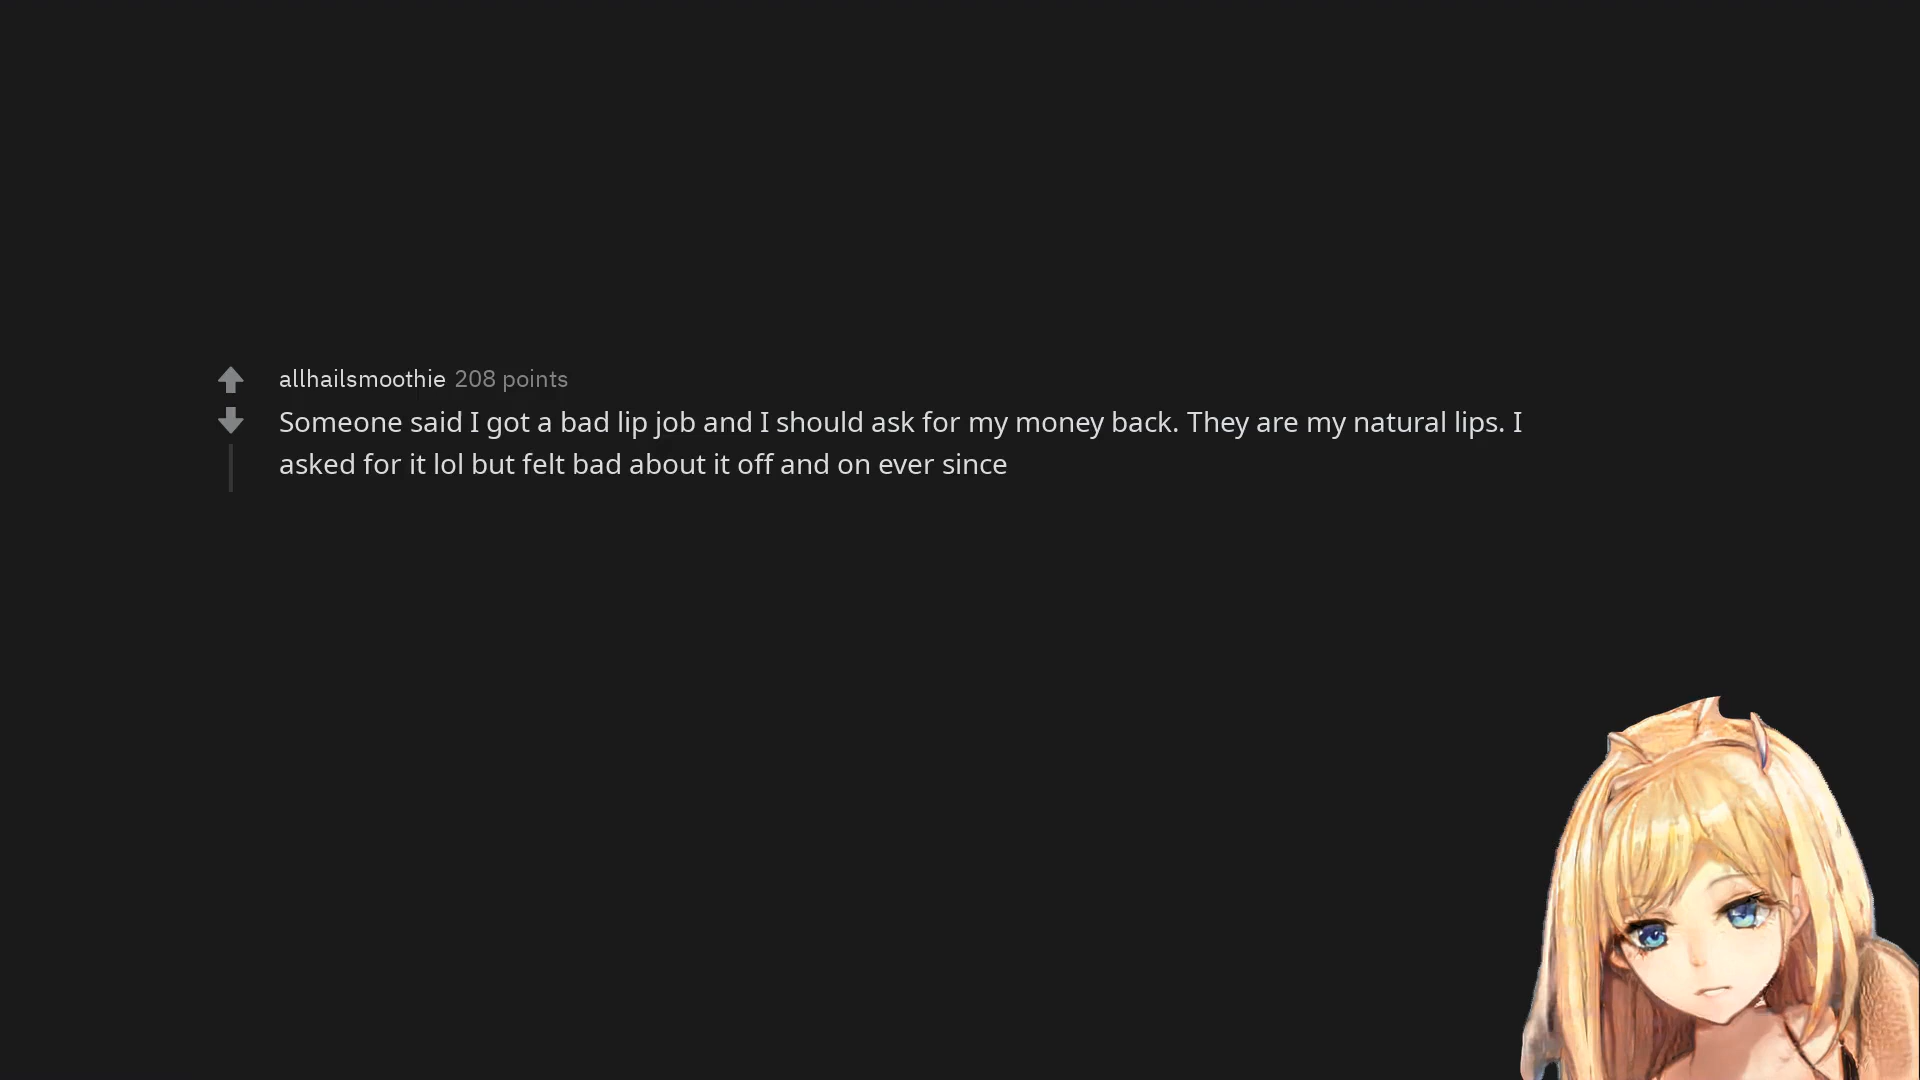 allhailsmoothie 208 points
Someone said I got a bad lip job and I should ask for my money back. They are my natural lips. I
asked for it lol but felt bad about it off and on ever since